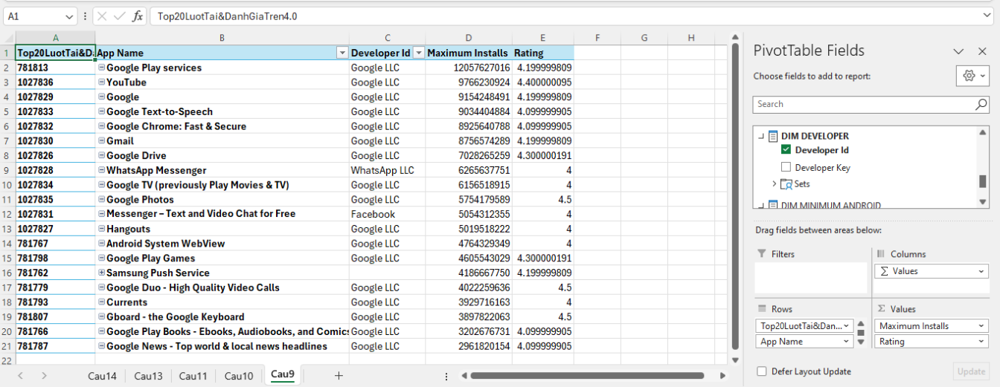 A1 Top20LuotTai&DanhGiaTren4.0
A B C D E F G H
1 Top20LuotTai&D App Name Developer Id Maximum Installs Rating
2 781813 Google Play services Google LLC 12057627016 4.199999809
3 1027836 YouTube Google LLC 9766230924 4.400000095
4 1027829 Google Google LLC 9154248491 4.199999809
5 1027833 Google Text-to-Speech Google LLC 9034404884 4.099999905
6 1027832 Google Chrome: Fast & Secure Google LLC 8925640788 4.099999905
7 1027830 Gmail Google LLC 8756574289 4.199999809
8 1027826 Google Drive Google LLC 7028265259 4.300000191
9 1027828 WhatsApp Messenger WhatsApp LLC 6265637751 4
10 1027834 Google TV (previously Play Movies & TV) Google LLC 6156518915 4
11 1027835 Google Photos Google LLC 5754179589 4.5
12 1027831 Messenger – Text and Video Chat for Free Facebook 5054312355 4
13 1027827 Hangouts Google LLC 5019518222 4
14 781767 Android System WebView Google LLC 4764329349 4
15 781798 Google Play Games Google LLC 4605543029 4.300000191
16 781762 Samsung Push Service 4186667750 4.199999809
17 781779 Google Duo - High Quality Video Calls Google LLC 4022259636 4.5
18 781793 Currents Google LLC 3929716163 4
19 781807 Gboard - the Google Keyboard Google LLC 3897822063 4.5
20 781766 Google Play Books - Ebooks, Audiobooks, and Comics Google LLC 3202676731 4.099999905
21 781787 Google News - Top world & local news headlines Google LLC 2961820154 4.099999905
22
Cau14 Cau13 Cau11 Cau10 Cau9
PivotTable Fields
Choose fields to add to report:
Search
DIM DEVELOPER
Developer Id
Developer Key
Sets
DIM MINIMUM ANDROID
Drag fields between areas below:
Filters
Columns
Σ Values
Rows
Top20LuotTai&Dan...
App Name
Σ Values
Maximum Installs
Rating
Defer Layout Update
Update